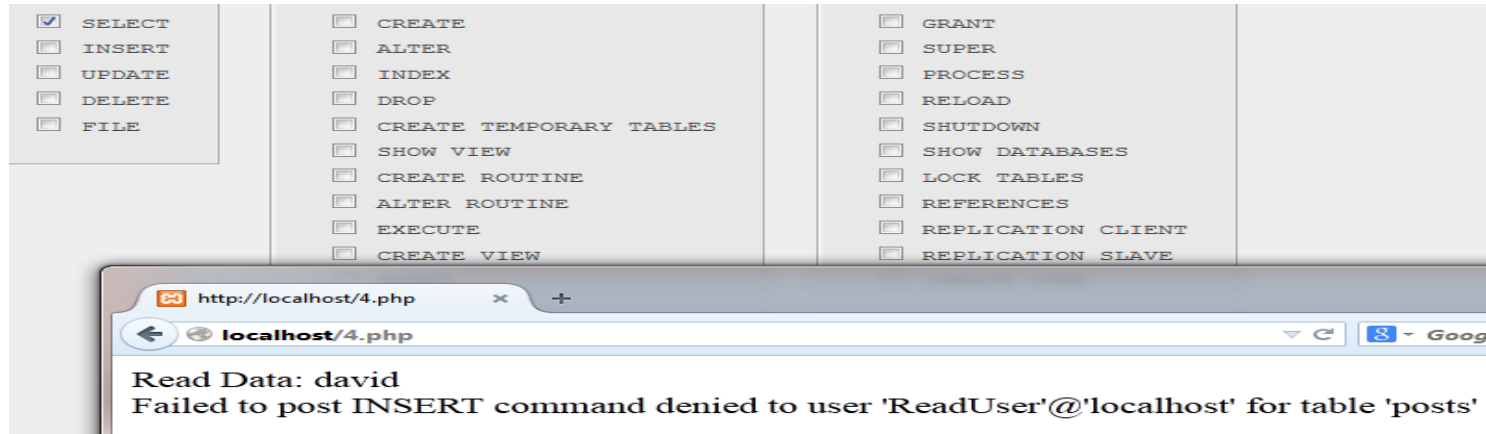 SELECT
INSERT
UPDATE
DELETE
FILE
CREATE
ALTER
INDEX
DROP
CREATE TEMPORARY TABLES
SHOW VIEW
CREATE ROUTINE
ALTER ROUTINE
EXECUTE
CREATE VIEW
GRANT
SUPER
PROCESS
RELOAD
SHUTDOWN
SHOW DATABASES
LOCK TABLES
REFERENCES
REPLICATION CLIENT
REPLICATION SLAVE
http://localhost/4.php
localhost/4.php
8 Goog
Read Data: david
Failed to post INSERT command denied to user 'ReadUser'@'localhost' for table 'posts'